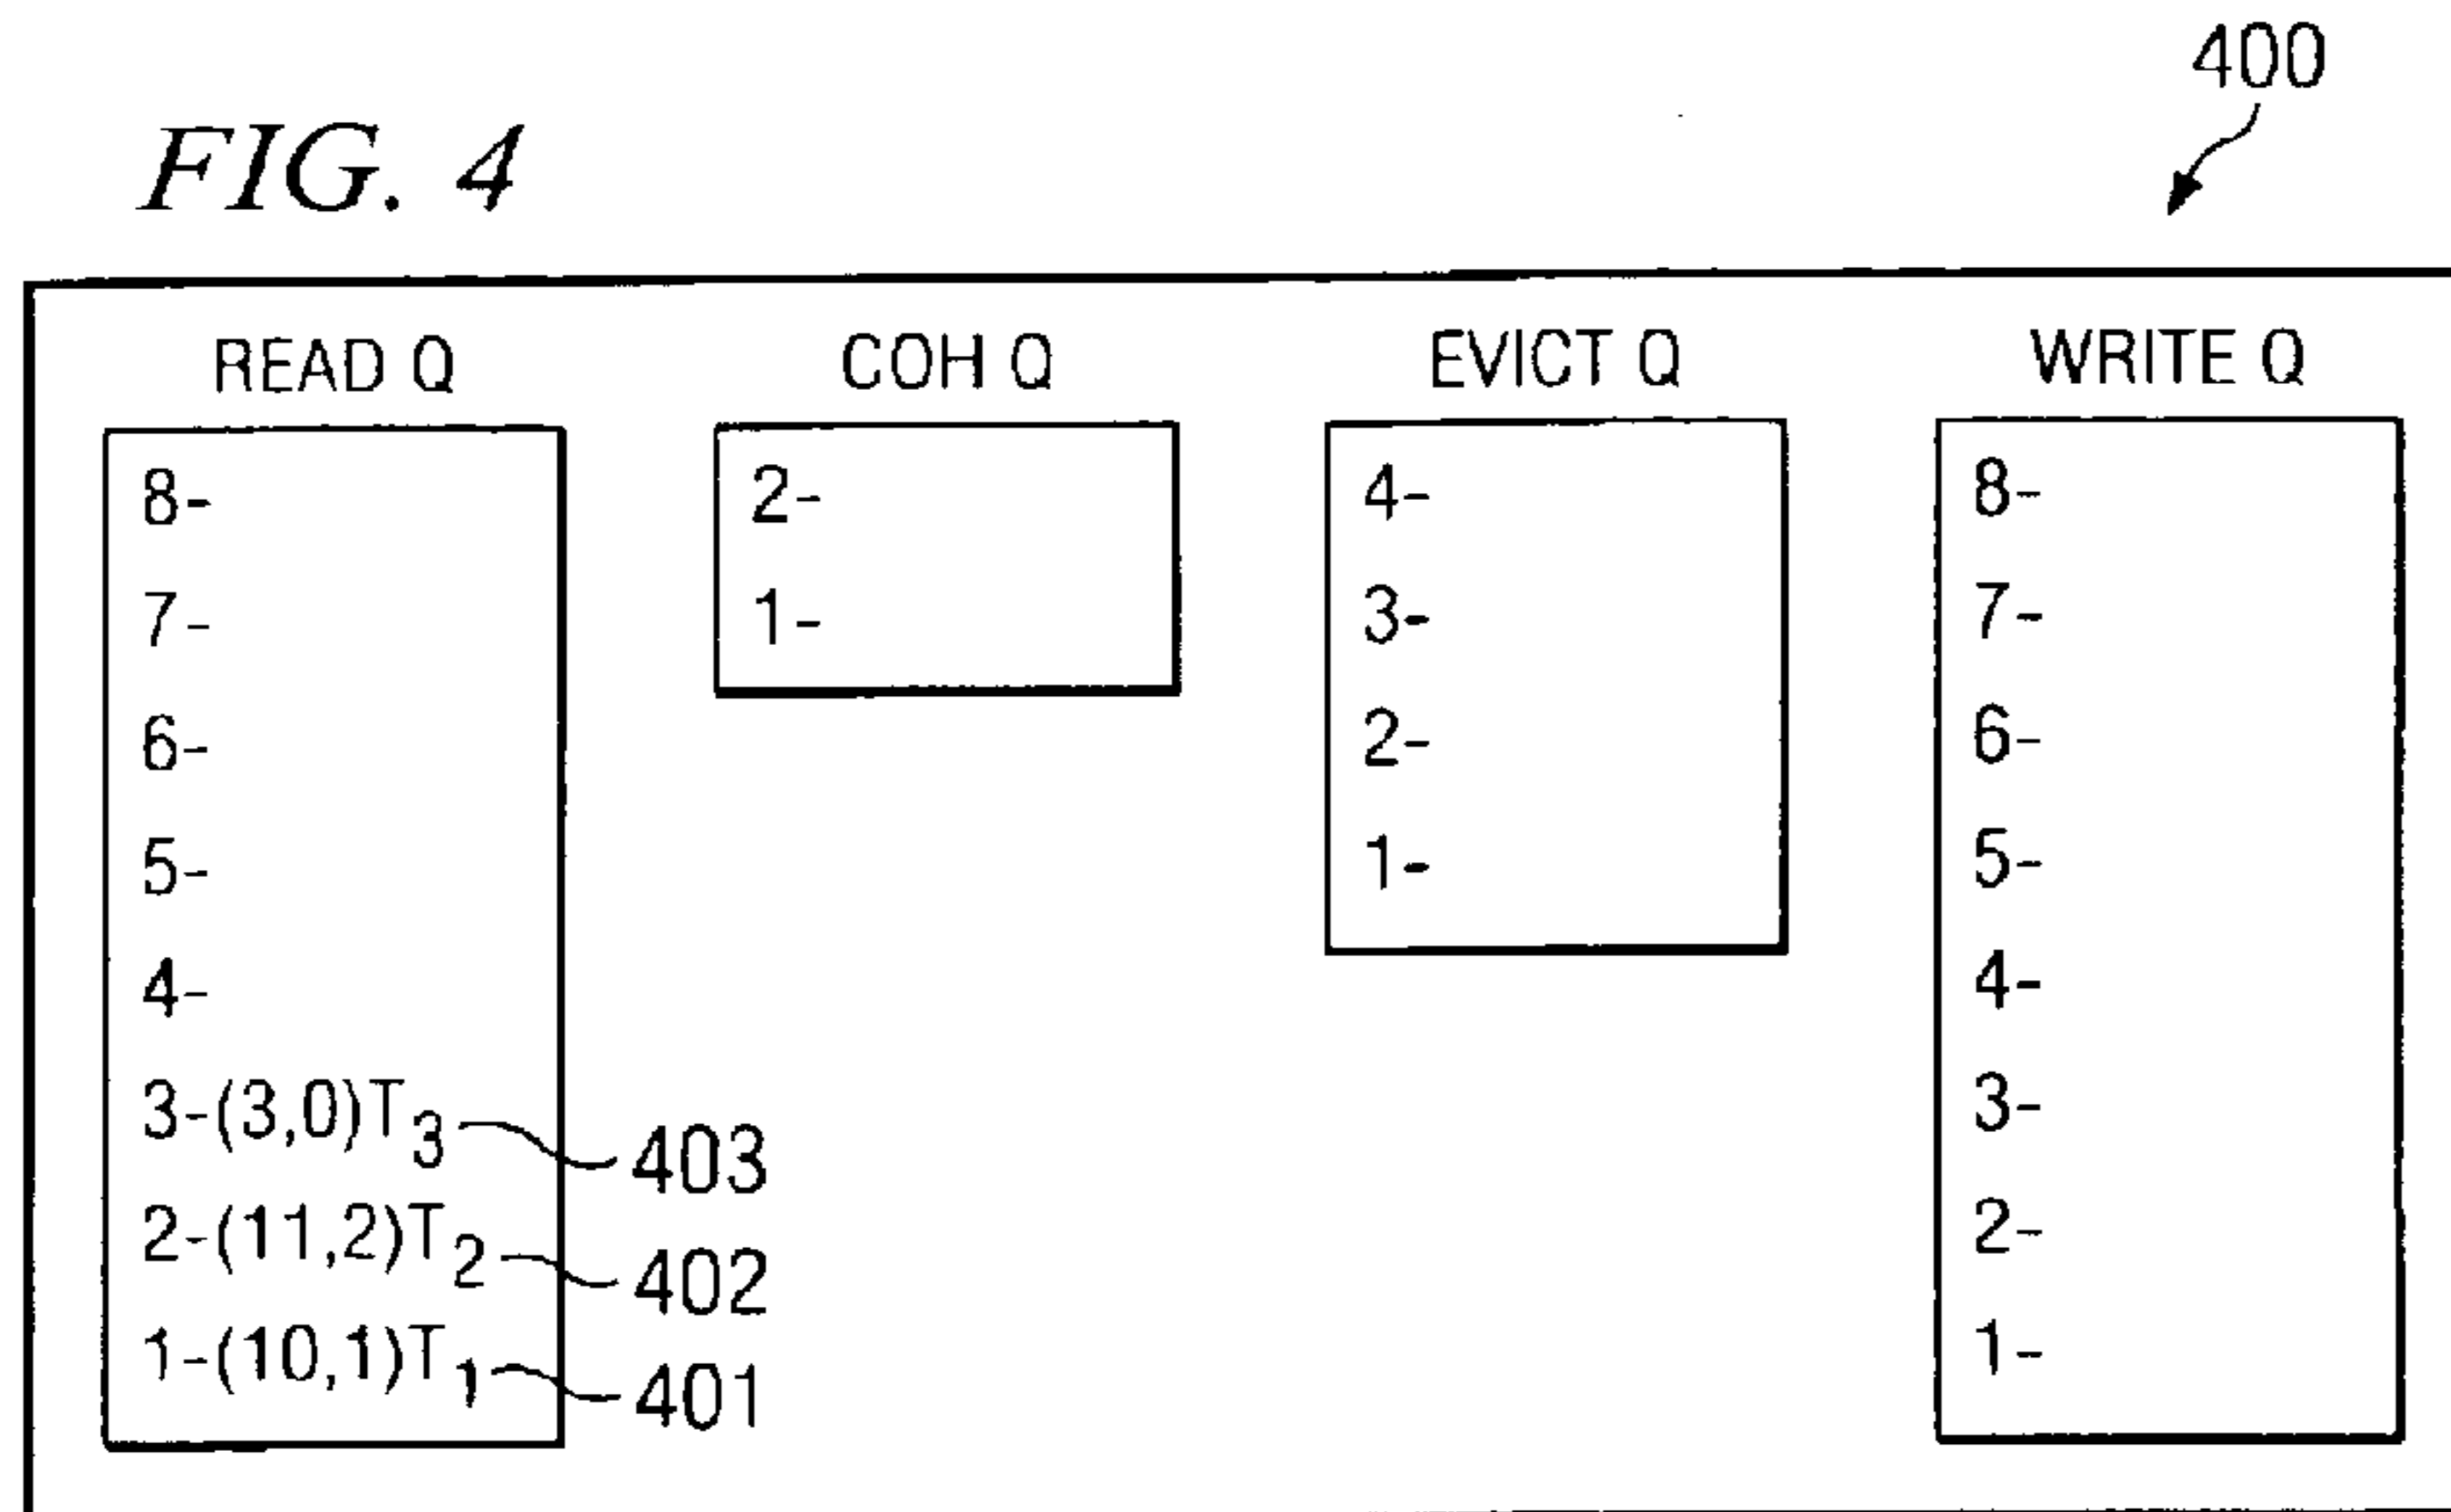 400
FIG. 4
READ Q COH Q EVICT Q WRITE Q
8- 2- 4- 8-
7- 1- 3- 7-
6- 2- 6-
5- 1- 5-
4- 4-
3-(3,0)T3 403 3-
2-(11,2)T2 402 2-
1-(10,1)T1 401 1-